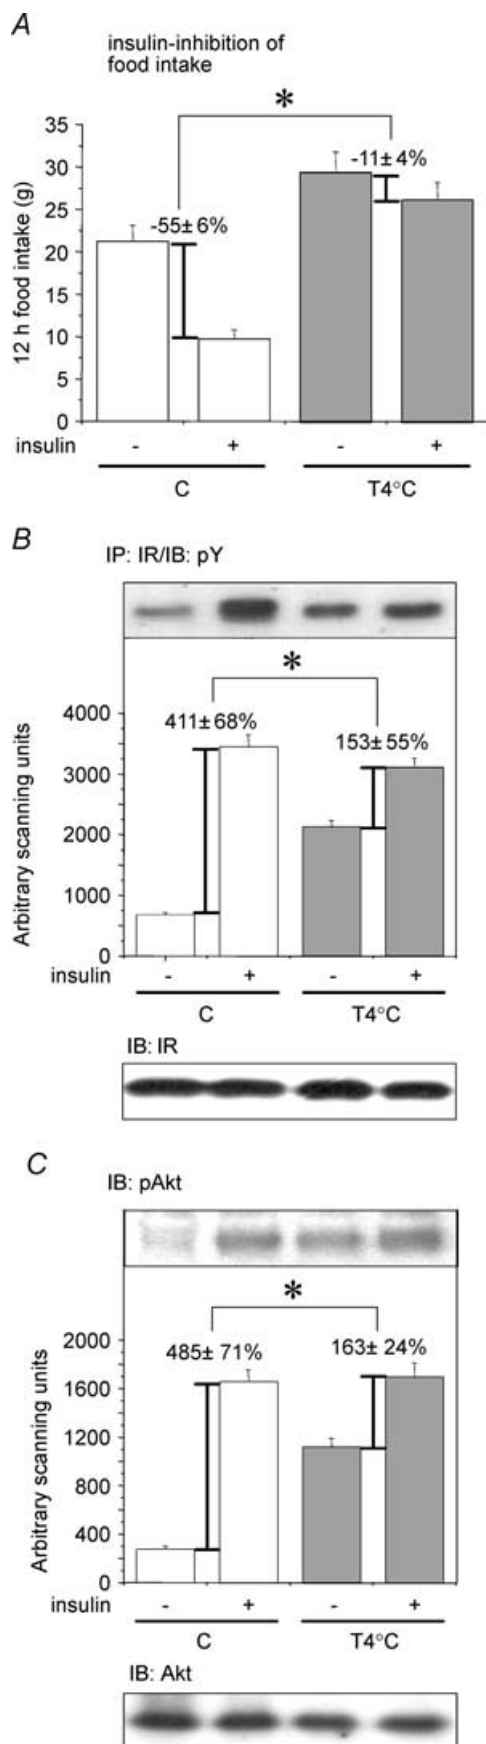 A
insulin-inhibition of
food intake
*
35
30
25
20
15
10
5
0
12 h food intake (g)
-55± 6%
-11± 4%
insulin - + - +
C T4°C
B
IP: IR/IB: pY
*
4000
3000
2000
1000
0
Arbitrary scanning units
411± 68%
153± 55%
insulin - + - +
C T4°C
IB: IR
C
IB: pAkt
*
2000
1600
1200
800
400
0
Arbitrary scanning units
485± 71%
163± 24%
insulin - + - +
C T4°C
IB: Akt